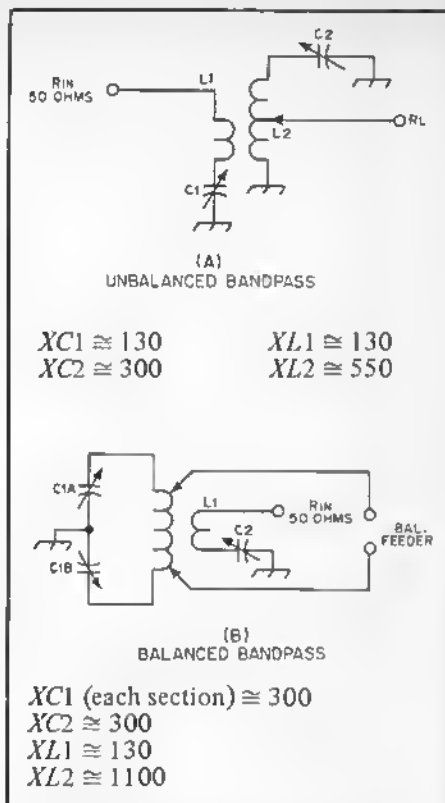 C2
RIN
50 OHMS
L1
L2
RL
C1
(A)
UNBALANCED BANDPASS
XC1 ≅ 130 XL1 ≅ 130
XC2 ≅ 300 XL2 ≅ 550
C1A
L1
RIN
50 OHMS
C2
BAL.
FEEDER
C1B
(B)
BALANCED BANDPASS
XC1 (each section) ≅ 300
XC2 ≅ 300
XL1 ≅ 130
XL2 ≅ 1100